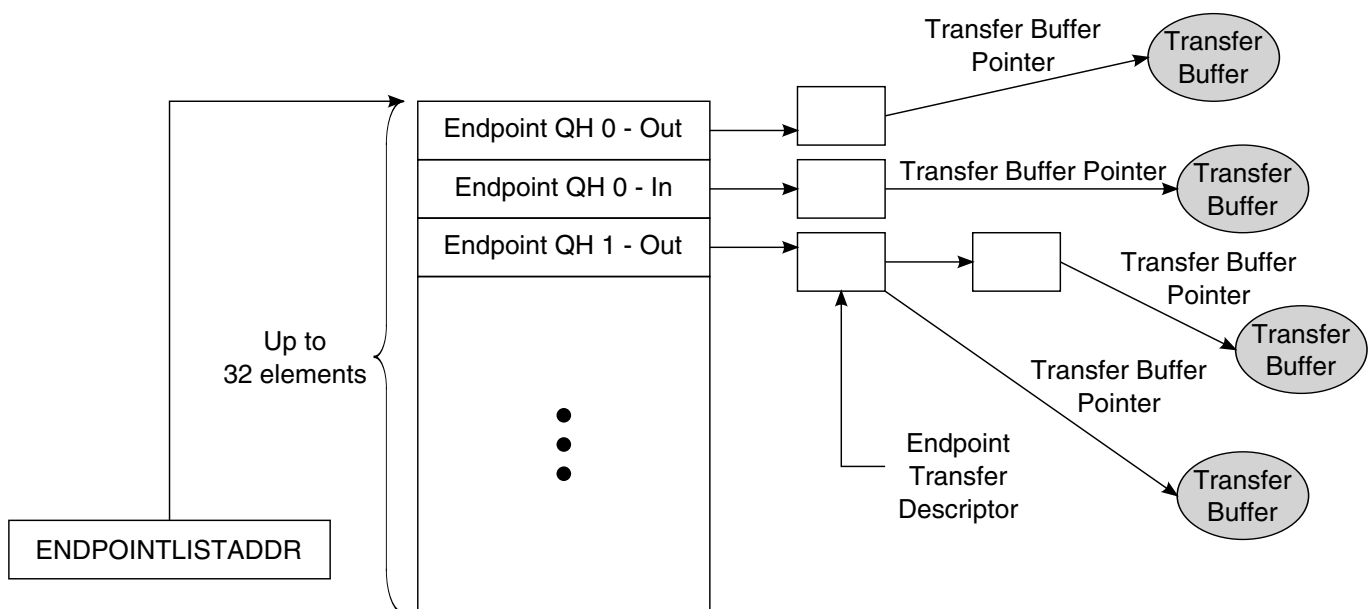 Transfer Buffer
Pointer
Transfer
Buffer
Endpoint QH 0 - Out
Endpoint QH 0 - In
Transfer Buffer Pointer
Transfer
Buffer
Endpoint QH 1 - Out
Transfer Buffer
Pointer
Transfer
Buffer
Up to
32 elements
Transfer Buffer
Pointer
Endpoint
Transfer
Descriptor
Transfer
Buffer
ENDPOINTLISTADDR